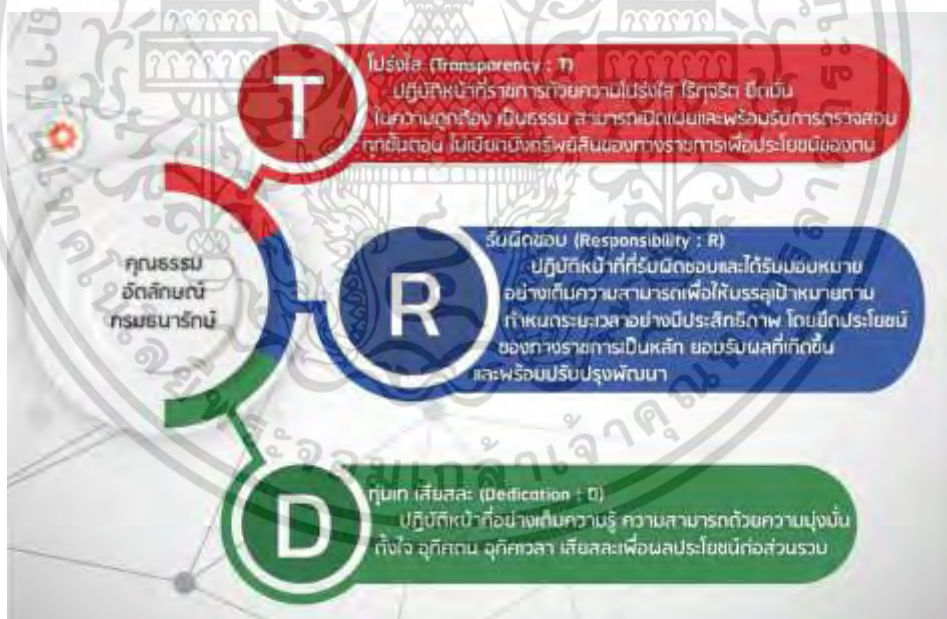 T
โปร่งใส (Transparency : T)
ปฏิบัติหน้าที่ราชการด้วยความโปร่งใส ไร้ทุจริต ยึดมั่น
ในความถูกต้อง เป็นธรรม สามารถเปิดเผยและพร้อมรับการตรวจสอบ
ทุกขั้นตอน ไม่เบียดบังทรัพย์สินของทางราชการเพื่อประโยชน์ของตน
คุณธรรม
อัตลักษณ์
กรมธนารักษ์
R
รับผิดชอบ (Responsibility : R)
ปฏิบัติหน้าที่ที่รับผิดชอบและได้รับมอบหมาย
อย่างเต็มความสามารถเพื่อให้บรรลุเป้าหมายตาม
กำหนดระยะเวลาอย่างมีประสิทธิภาพ โดยยึดประโยชน์
ของทางราชการเป็นหลัก ยอมรับผลที่เกิดขึ้น
และพร้อมปรับปรุงพัฒนา
D
ทุ่มเท เสียสละ (Dedication : D)
ปฏิบัติหน้าที่อย่างเต็มความรู้ ความสามารถด้วยความมุ่งมั่น
ตั้งใจ อุทิศตน อุทิศเวลา เสียสละเพื่อผลประโยชน์ต่อส่วนรวม